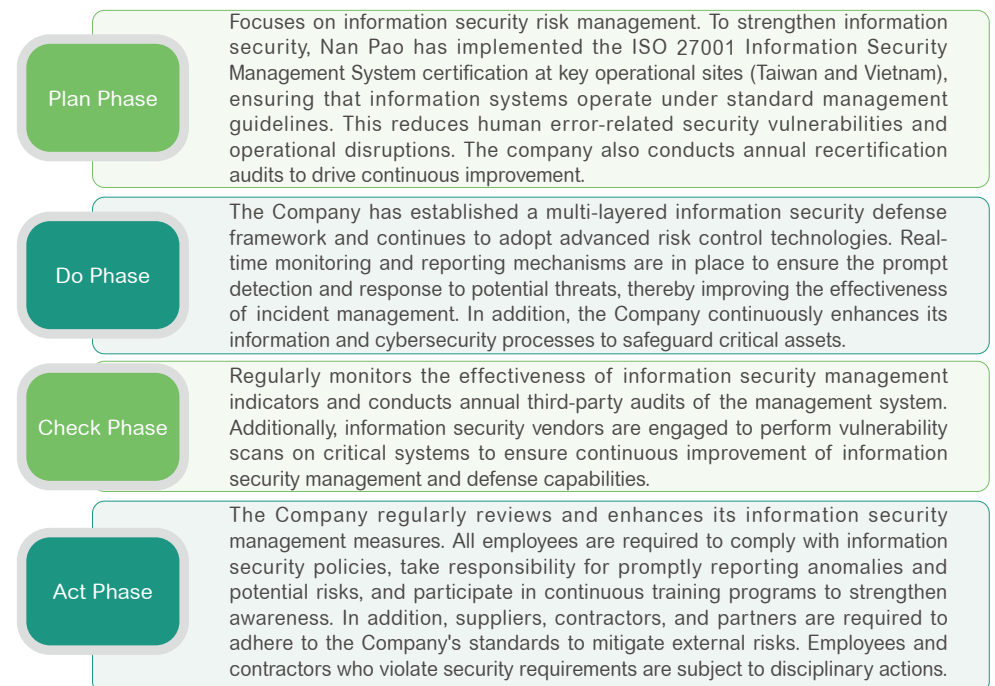 Plan Phase
Focuses on information security risk management. To strengthen information
security, Nan Pao has implemented the ISO 27001 Information Security
Management System certification at key operational sites (Taiwan and Vietnam),
ensuring that information systems operate under standard management
guidelines. This reduces human error-related security vulnerabilities and
operational disruptions. The company also conducts annual recertification
audits to drive continuous improvement.
Do Phase
The Company has established a multi-layered information security defense
framework and continues to adopt advanced risk control technologies. Real-
time monitoring and reporting mechanisms are in place to ensure the prompt
detection and response to potential threats, thereby improving the effectiveness
of incident management. In addition, the Company continuously enhances its
information and cybersecurity processes to safeguard critical assets.
Check Phase
Regularly monitors the effectiveness of information security management
indicators and conducts annual third-party audits of the management system.
Additionally, information security vendors are engaged to perform vulnerability
scans on critical systems to ensure continuous improvement of information
security management and defense capabilities.
Act Phase
The Company regularly reviews and enhances its information security
management measures. All employees are required to comply with information
security policies, take responsibility for promptly reporting anomalies and
potential risks, and participate in continuous training programs to strengthen
awareness. In addition, suppliers, contractors, and partners are required to
adhere to the Company's standards to mitigate external risks. Employees and
contractors who violate security requirements are subject to disciplinary actions.